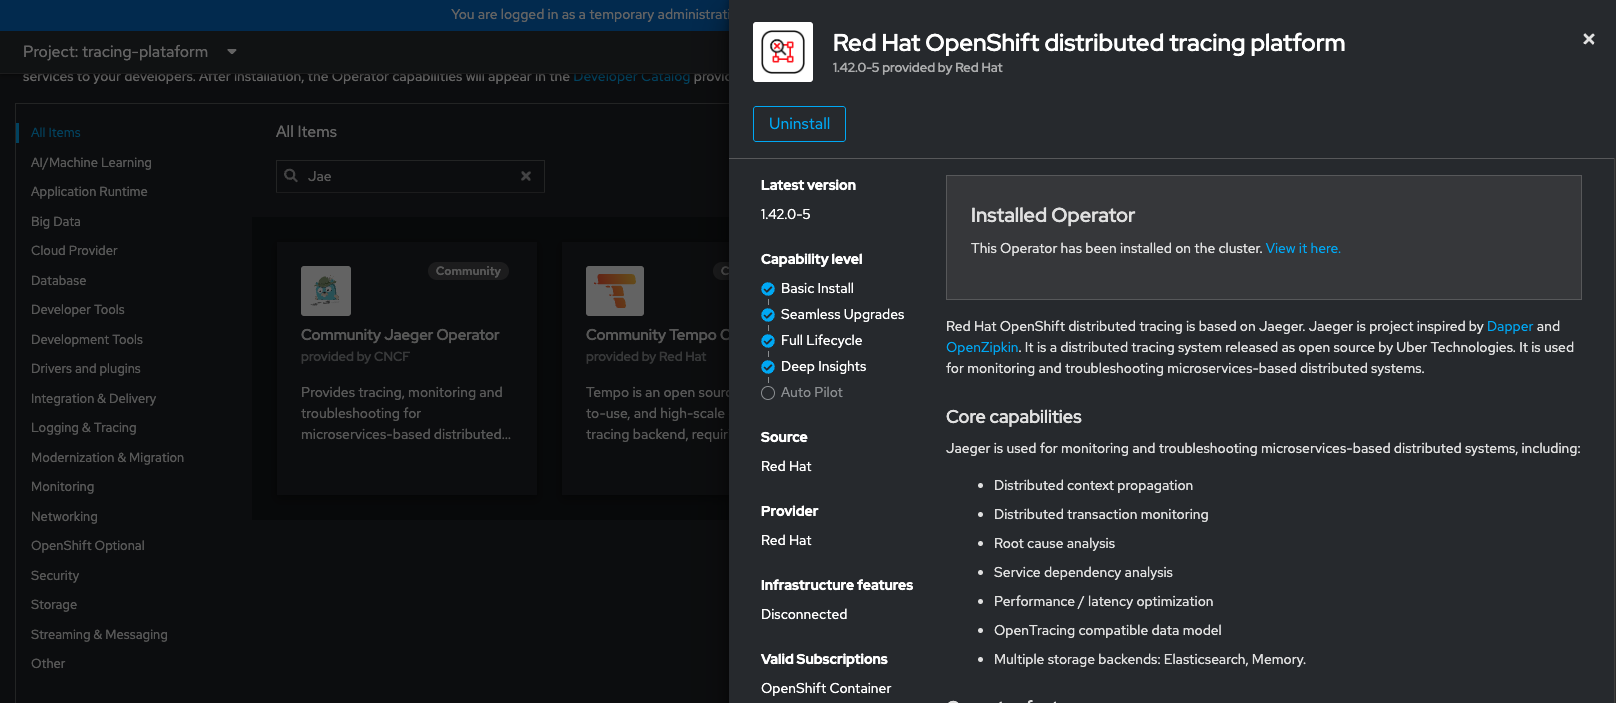 You are logged in as a temporary administrati
Project: tracing-plataform
services to your developers. After installation, the Operator capabilities will appear in the Developer Catalog provi
All Items
AI/Machine Learning
Application Runtime
Big Data
Cloud Provider
Database
Developer Tools
Development Tools
Drivers and plugins
Integration & Delivery
Logging & Tracing
Modernization & Migration
Monitoring
Networking
OpenShift Optional
Security
Storage
Streaming & Messaging
Other
All Items
Jae
Community
Community Jaeger Operator
provided by CNCF
Provides tracing, monitoring and
troubleshooting for
microservices-based distributed...
C
Community Tempo O
provided by Red Hat
Tempo is an open sourc
to-use, and high-scale
tracing backend, requir
Red Hat OpenShift distributed tracing platform
1.42.0-5 provided by Red Hat
Uninstall
Latest version
1.42.0-5
Capability level
Basic Install
Seamless Upgrades
Full Lifecycle
Deep Insights
Auto Pilot
Source
Red Hat
Provider
Red Hat
Infrastructure features
Disconnected
Valid Subscriptions
OpenShift Container
Installed Operator
This Operator has been installed on the cluster. View it here.
Red Hat OpenShift distributed tracing is based on Jaeger. Jaeger is project inspired by Dapper and
OpenZipkin. It is a distributed tracing system released as open source by Uber Technologies. It is used
for monitoring and troubleshooting microservices-based distributed systems.
Core capabilities
Jaeger is used for monitoring and troubleshooting microservices-based distributed systems, including:
• Distributed context propagation
• Distributed transaction monitoring
• Root cause analysis
• Service dependency analysis
• Performance / latency optimization
• OpenTracing compatible data model
• Multiple storage backends: Elasticsearch, Memory.